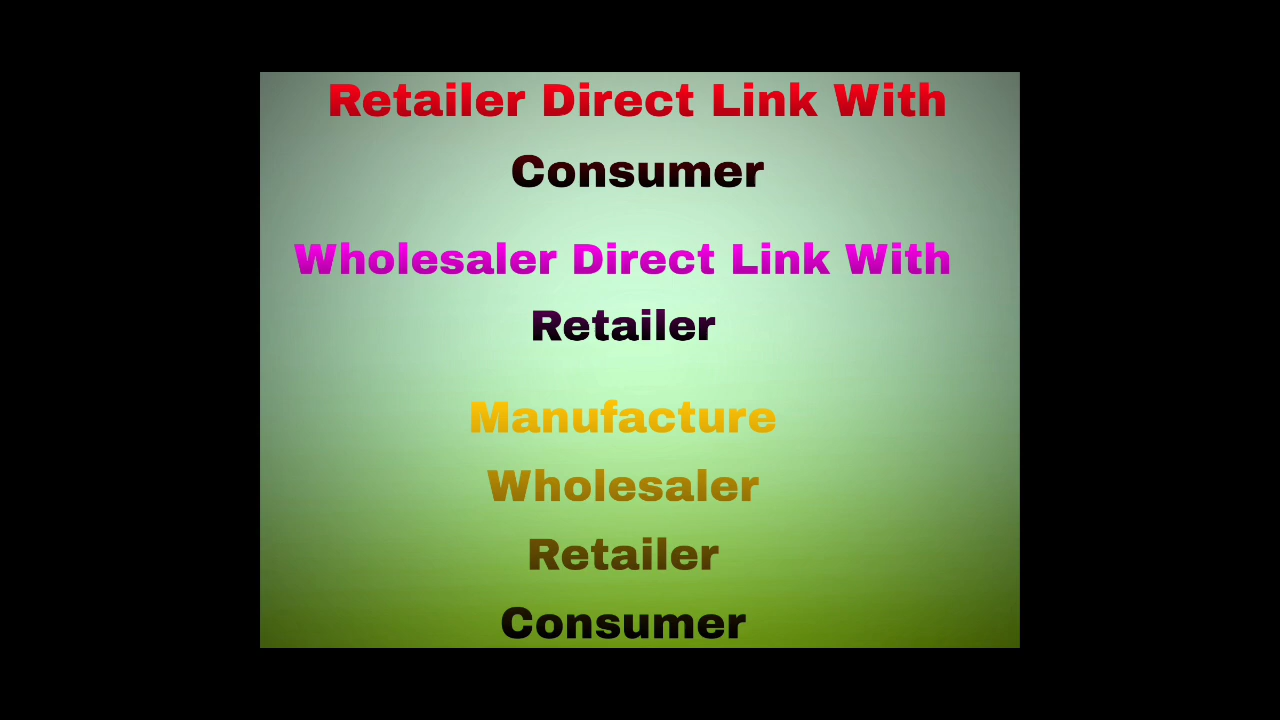 Retailer Direct Link With
Consumer
Wholesaler Direct Link With
Retailer
Manufacture
Wholesaler
Retailer
Consumer